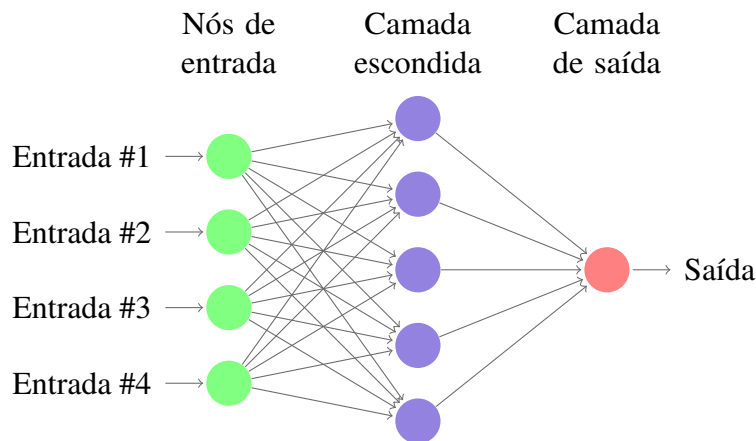 Nós de
entrada
Camada
escondida
Camada
de saída
Entrada #1
Entrada #2
Entrada #3
Entrada #4
Saída